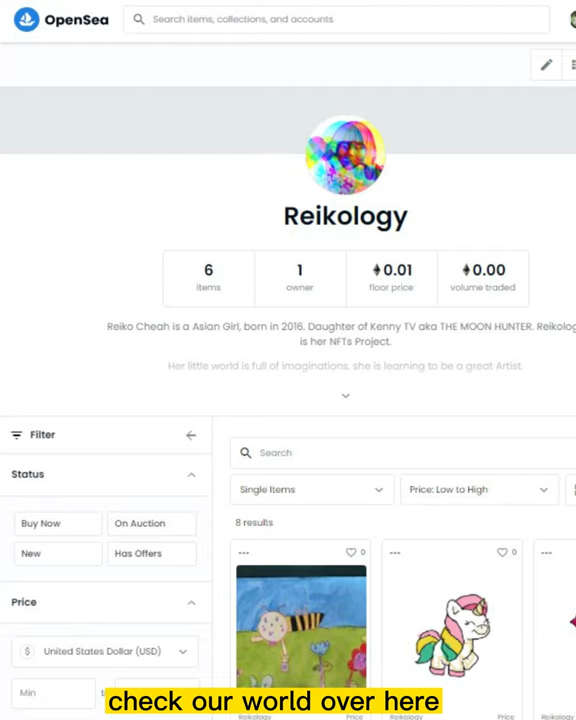 OpenSea
Search items, collections, and accounts
Reikology
6
items
1
owner
0.01
floor price
0.00
volume traded
Reiko Cheah is a Asian Girl, born in 2016. Daughter of Kenny TV aka THE MOON HUNTER. Reikolog
is her NFTs Project.
Her little world is full of imaginations, she is learning to be a great Artist.
Filter
Search
Status
Single Items
Price: Low to High
8 results
Buy Now
On Auction
New
Has Offers
0
0
Price
United States Dollar (USD)
Min
check our world over here
Reikology
Price
Reikology
Price